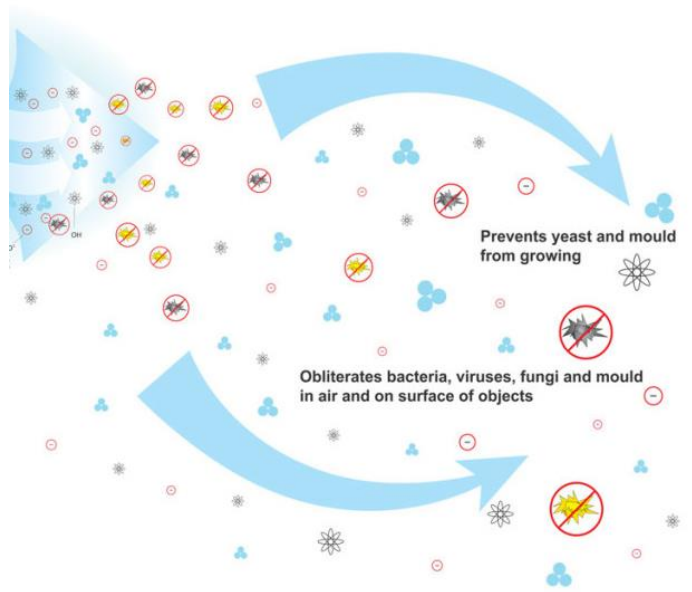 OH
Prevents yeast and mould
from growing
Obliterates bacteria, viruses, fungi and mould
in air and on surface of objects